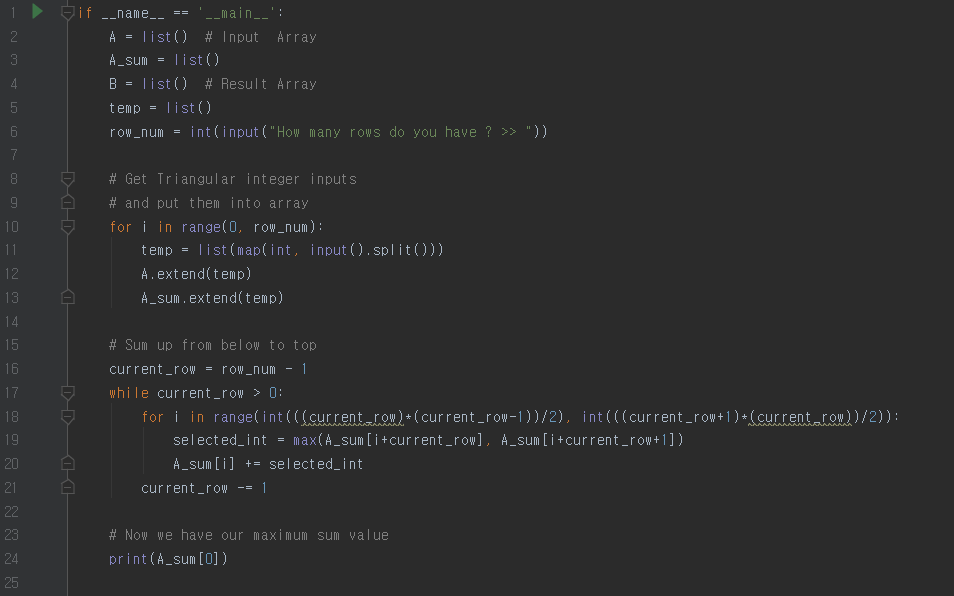 1 if __name__ == '__main__':
2     A = list()  # Input  Array
3     A_sum = list()
4     B = list()  # Result Array
5     temp = list()
6     row_num = int(input("How many rows do you have ? >> "))
7
8     # Get Triangular integer inputs
9     # and put them into array
10     for i in range(0, row_num):
11         temp = list(map(int, input().split()))
12         A.extend(temp)
13         A_sum.extend(temp)
14
15     # Sum up from below to top
16     current_row = row_num - 1
17     while current_row > 0:
18         for i in range(int(((current_row)*(current_row-1))/2), int(((current_row+1)*(current_row))/2)):
19             selected_int = max(A_sum[i+current_row], A_sum[i+current_row+1])
20             A_sum[i] += selected_int
21         current_row -= 1
22
23     # Now we have our maximum sum value
24     print(A_sum[0])
25